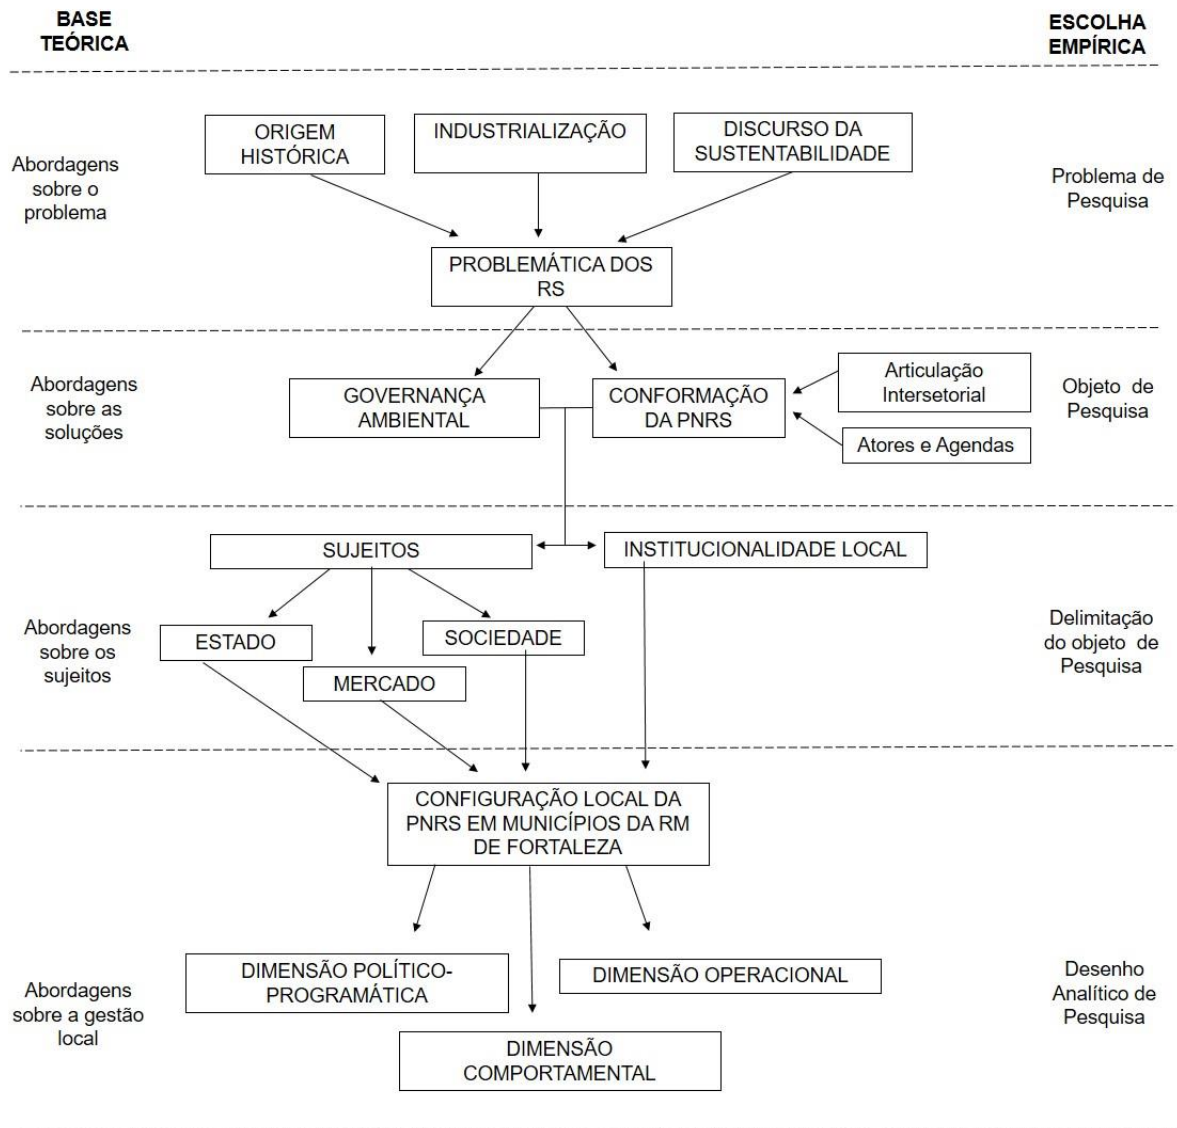 BASE
TEÓRICA
ESCOLHA
EMPÍRICA
Abordagens
sobre o
problema
ORIGEM
HISTÓRICA
INDUSTRIALIZAÇÃO
DISCURSO DA
SUSTENTABILIDADE
Problema de
Pesquisa
PROBLEMÁTICA DOS
RS
Abordagens
sobre as
soluções
GOVERNANÇA
AMBIENTAL
CONFORMAÇÃO
DA PNRS
Articulação
Intersetorial
Atores e Agendas
Objeto de
Pesquisa
SUJEITOS
INSTITUCIONALIDADE LOCAL
Abordagens
sobre os
sujeitos
ESTADO
MERCADO
SOCIEDADE
Delimitação
do objeto de
Pesquisa
CONFIGURAÇÃO LOCAL DA
PNRS EM MUNICÍPIOS DA RM
DE FORTALEZA
Abordagens
sobre a gestão
local
DIMENSÃO POLÍTICO-
PROGRAMÁTICA
DIMENSÃO OPERACIONAL
DIMENSÃO
COMPORTAMENTAL
Desenho
Analítico de
Pesquisa